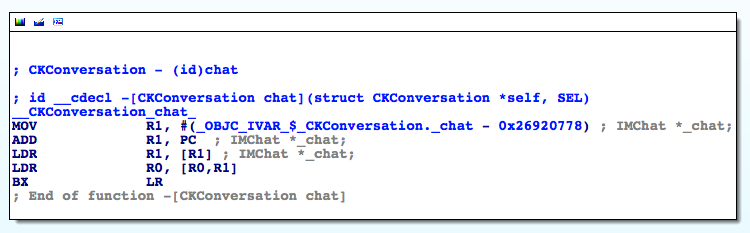 ; CKConversation - (id)chat
; id __cdecl -[CKConversation chat](struct CKConversation *self, SEL)
__CKConversation_chat_
MOV R1, #(_OBJC_IVAR_$_CKConversation._chat - 0x26920778) ; IMChat *_chat;
ADD R1, PC ; IMChat *_chat;
LDR R1, [R1] ; IMChat *_chat;
LDR R0, [R0,R1]
BX LR
; End of function -[CKConversation chat]